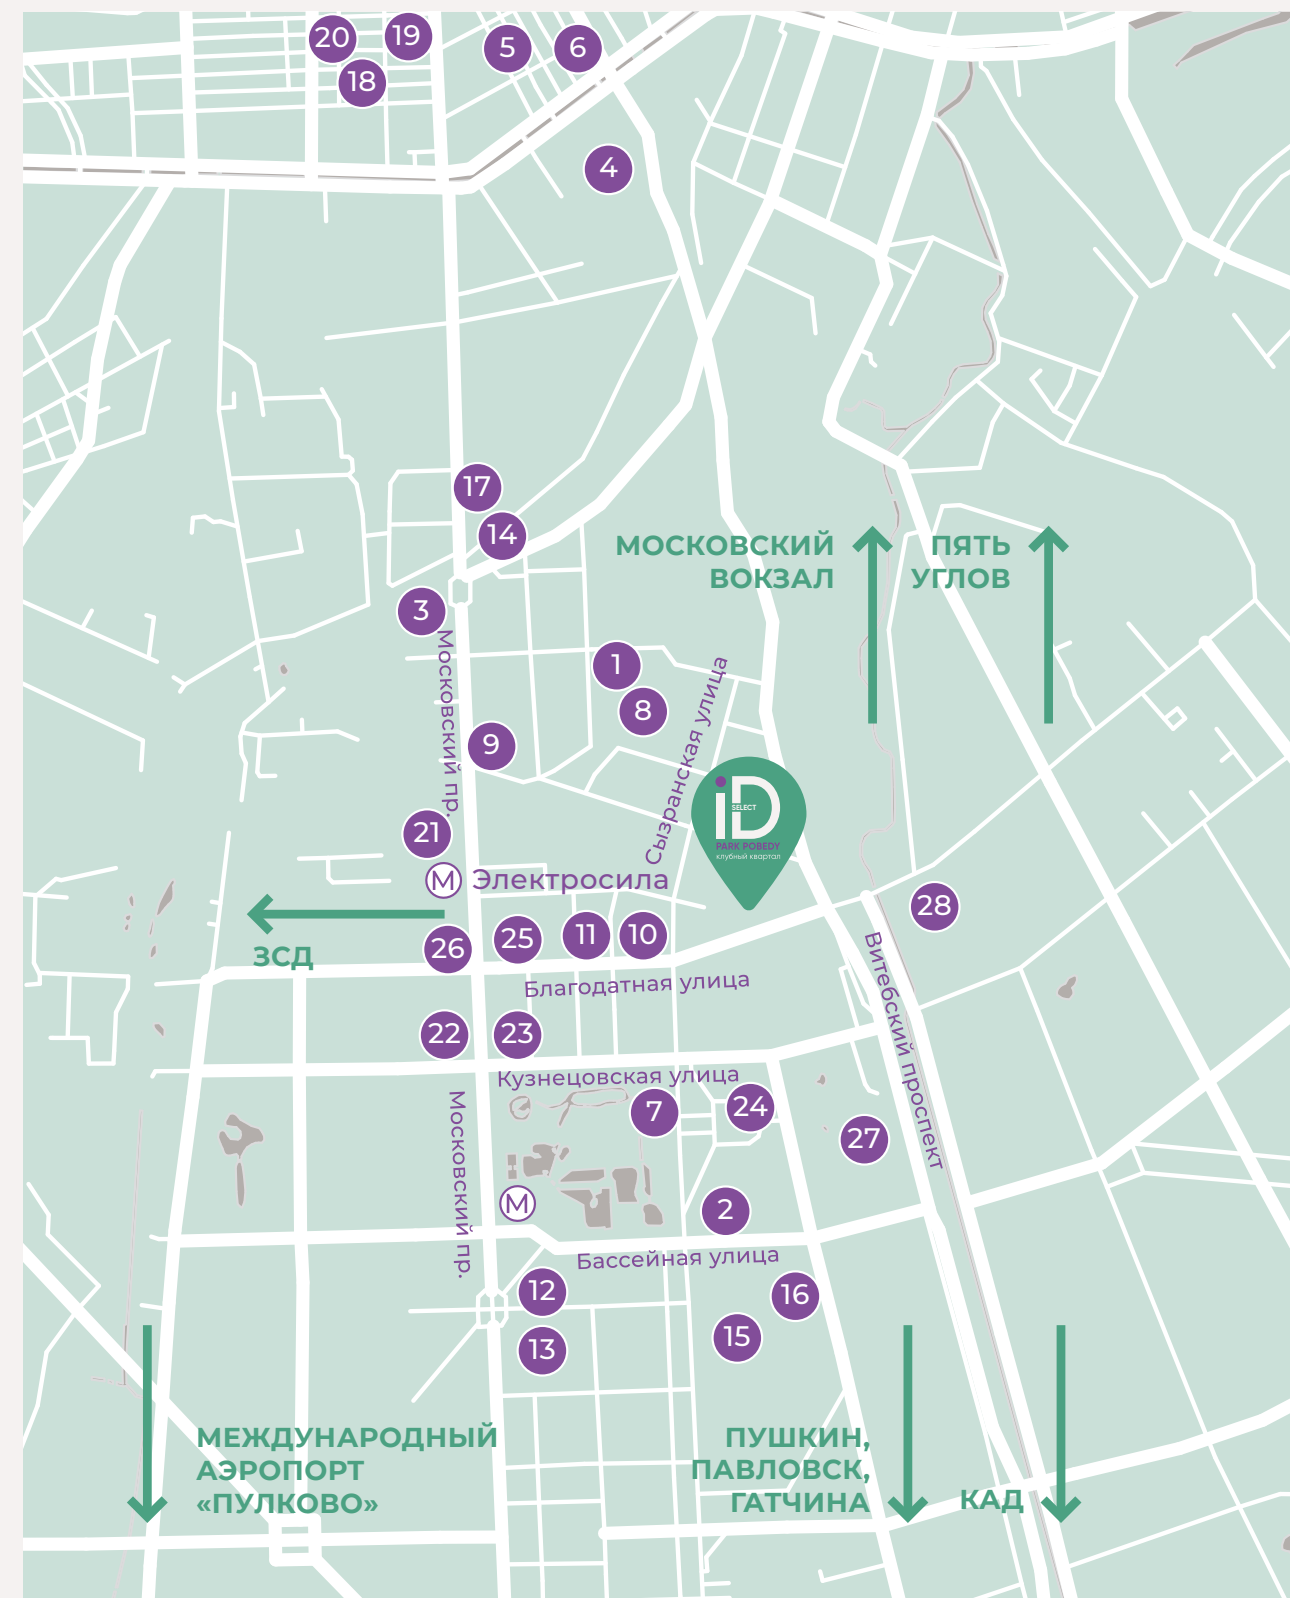 20
19
5
6
18
4
17
14
МОСКОВСКИЙ
ВОКЗАЛ
ПЯТЬ
УГЛОВ
3
Московский пр.
1
8
Сызранская улица
9
iD
SELECT
PARK POBEDY
клубный квартал
21
М Электросила
ЗСД
26
25
11
10
28
Благодатная улица
Витебский проспект
22
23
Кузнецовская улица
Московский пр.
7
24
27
М
2
Бассейная улица
12
16
13
15
МЕЖДУНАРОДНЫЙ
АЭРОПОРТ
«ПУЛКОВО»
ПУШКИН,
ПАВЛОВСК,
ГАТЧИНА
КАД